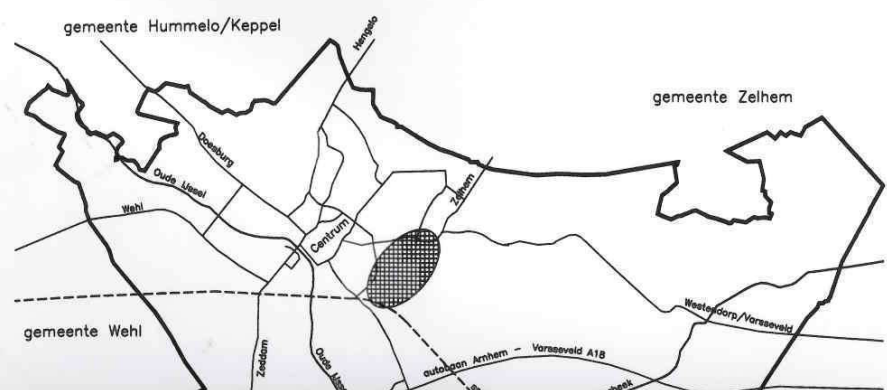 gemeente Hummelo/Keppel
Hengelo
gemeente Zelhem
Doesburg
Oude IJssel
Zelhem
Wehl
Centrum
Westendorp/Varsseveld
gemeente Wehl
autobaan Arnhem - Varsseveld A18
Zeddam
Oude